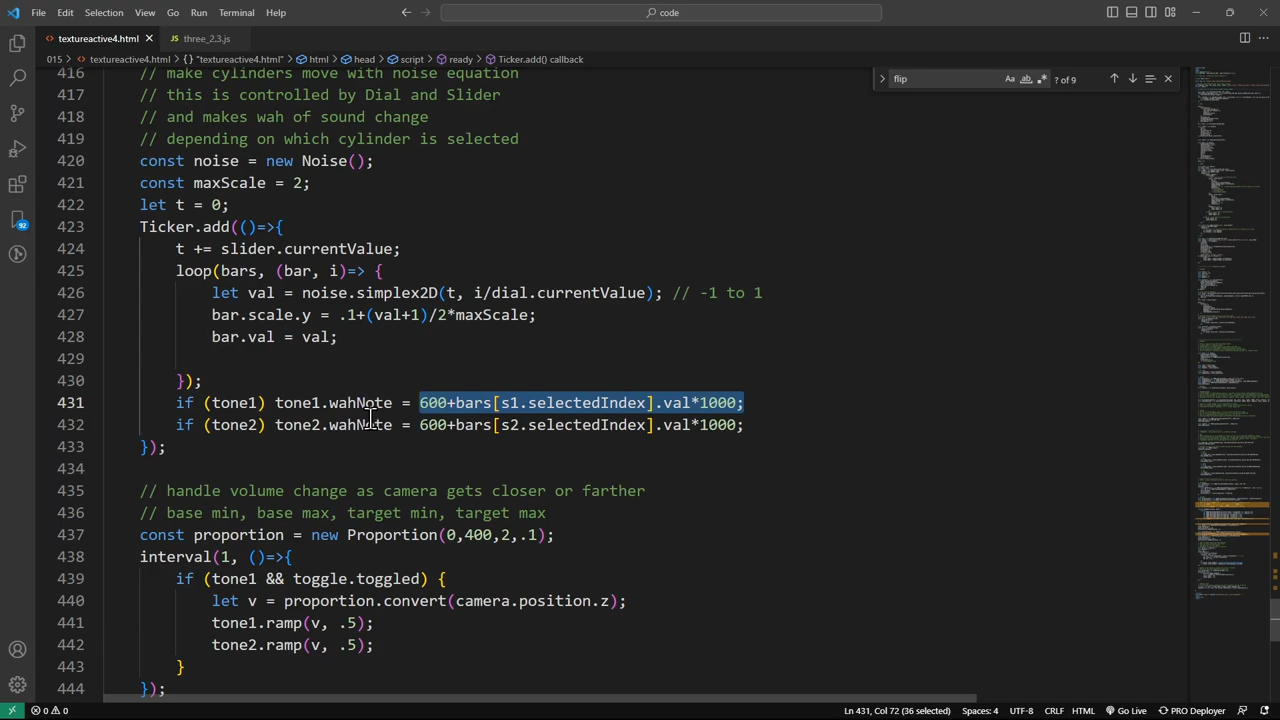 File Edit Selection View Go Run Terminal Help
code
textureactive4.html
three_2.3.js
015 textureactive4.html "textureactive4.html" html head script ready Ticker.add() callback
flip
Aa ab ? of 9
416 // make cylinders move with noise equation
417 // this is controlled by Dial and Slider
418 // and makes wah of sound change
419 // depending on which cylinder is selected
420 const noise = new Noise();
421 const maxScale = 2;
422 let t = 0;
423 Ticker.add(()=>{
424 t += slider.currentValue;
425 loop(bars, (bar, i)=> {
426 let val = noise.simplex2D(t, i/dial.currentValue); // -1 to 1
427 bar.scale.y = .1+(val+1)/2*maxScale;
428 bar.val = val;
429
430 });
431 if (tone1) tone1.wahNote = 600+bars[s1.selectedIndex].val*1000;
432 if (tone2) tone2.wahNote = 600+bars[s2.selectedIndex].val*1000;
433 });
434
435 // handle volume change as camera gets user or farther
436 // base min, base max, target min, target max
437 const proportion = new Proportion(0,400,2,.1);
438 interval(1, ()=>{
439 if (tone1 && toggle.toggled) {
440 let v = proportion.convert(camera.position.z);
441 tone1.ramp(v, .5);
442 tone2.ramp(v, .5);
443 }
444 });
92
0 0 Ln 431, Col 72 (36 selected) Spaces: 4 UTF-8 CRLF HTML Go Live PRO Deployer